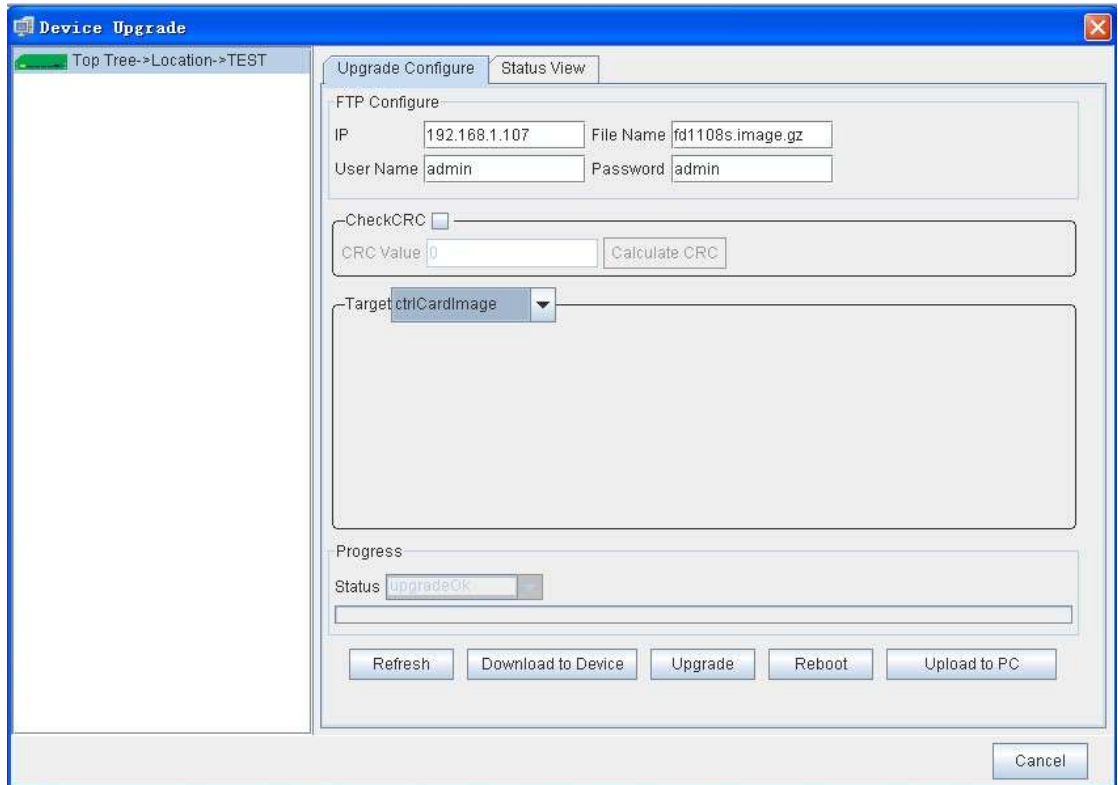 Device Upgrade
Top Tree->Location->TEST
Upgrade Configure Status View
FTP Configure
IP 192.168.1.107 File Name fd1108s.image.gz
User Name admin Password admin
CheckCRC
CRC Value 0 Calculate CRC
Target ctrlCardImage
Progress
Status upgradeOk
Refresh Download to Device Upgrade Reboot Upload to PC
Cancel